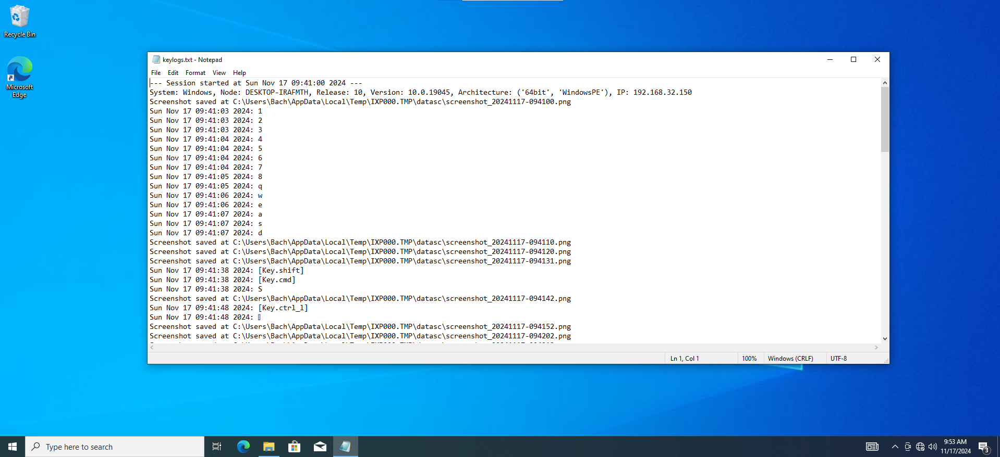 Recycle Bin
Microsoft
Edge
keylogs.txt - Notepad
File Edit Format View Help
--- Session started at Sun Nov 17 09:41:00 2024 ---
System: Windows, Node: DESKTOP-IRAFMTH, Release: 10, Version: 10.0.19045, Architecture: ('64bit', 'WindowsPE'), IP: 192.168.32.150
Screenshot saved at C:\Users\Bach\AppData\Local\Temp\IXP000.TMP\datasc\screenshot_20241117-094100.png
Sun Nov 17 09:41:03 2024: 1
Sun Nov 17 09:41:03 2024: 2
Sun Nov 17 09:41:03 2024: 3
Sun Nov 17 09:41:04 2024: 4
Sun Nov 17 09:41:04 2024: 5
Sun Nov 17 09:41:04 2024: 6
Sun Nov 17 09:41:04 2024: 7
Sun Nov 17 09:41:05 2024: 8
Sun Nov 17 09:41:05 2024: q
Sun Nov 17 09:41:06 2024: w
Sun Nov 17 09:41:06 2024: e
Sun Nov 17 09:41:07 2024: a
Sun Nov 17 09:41:07 2024: s
Sun Nov 17 09:41:07 2024: d
Screenshot saved at C:\Users\Bach\AppData\Local\Temp\IXP000.TMP\datasc\screenshot_20241117-094110.png
Screenshot saved at C:\Users\Bach\AppData\Local\Temp\IXP000.TMP\datasc\screenshot_20241117-094120.png
Screenshot saved at C:\Users\Bach\AppData\Local\Temp\IXP000.TMP\datasc\screenshot_20241117-094131.png
Sun Nov 17 09:41:38 2024: [Key.shift]
Sun Nov 17 09:41:38 2024: [Key.cmd]
Sun Nov 17 09:41:38 2024: S
Screenshot saved at C:\Users\Bach\AppData\Local\Temp\IXP000.TMP\datasc\screenshot_20241117-094142.png
Sun Nov 17 09:41:48 2024: [Key.ctrl_l]
Sun Nov 17 09:41:48 2024:
Screenshot saved at C:\Users\Bach\AppData\Local\Temp\IXP000.TMP\datasc\screenshot_20241117-094152.png
Screenshot saved at C:\Users\Bach\AppData\Local\Temp\IXP000.TMP\datasc\screenshot_20241117-094202.png
Ln 1, Col 1 100% Windows (CRLF) UTF-8
Type here to search
9:53 AM
11/17/2024
3